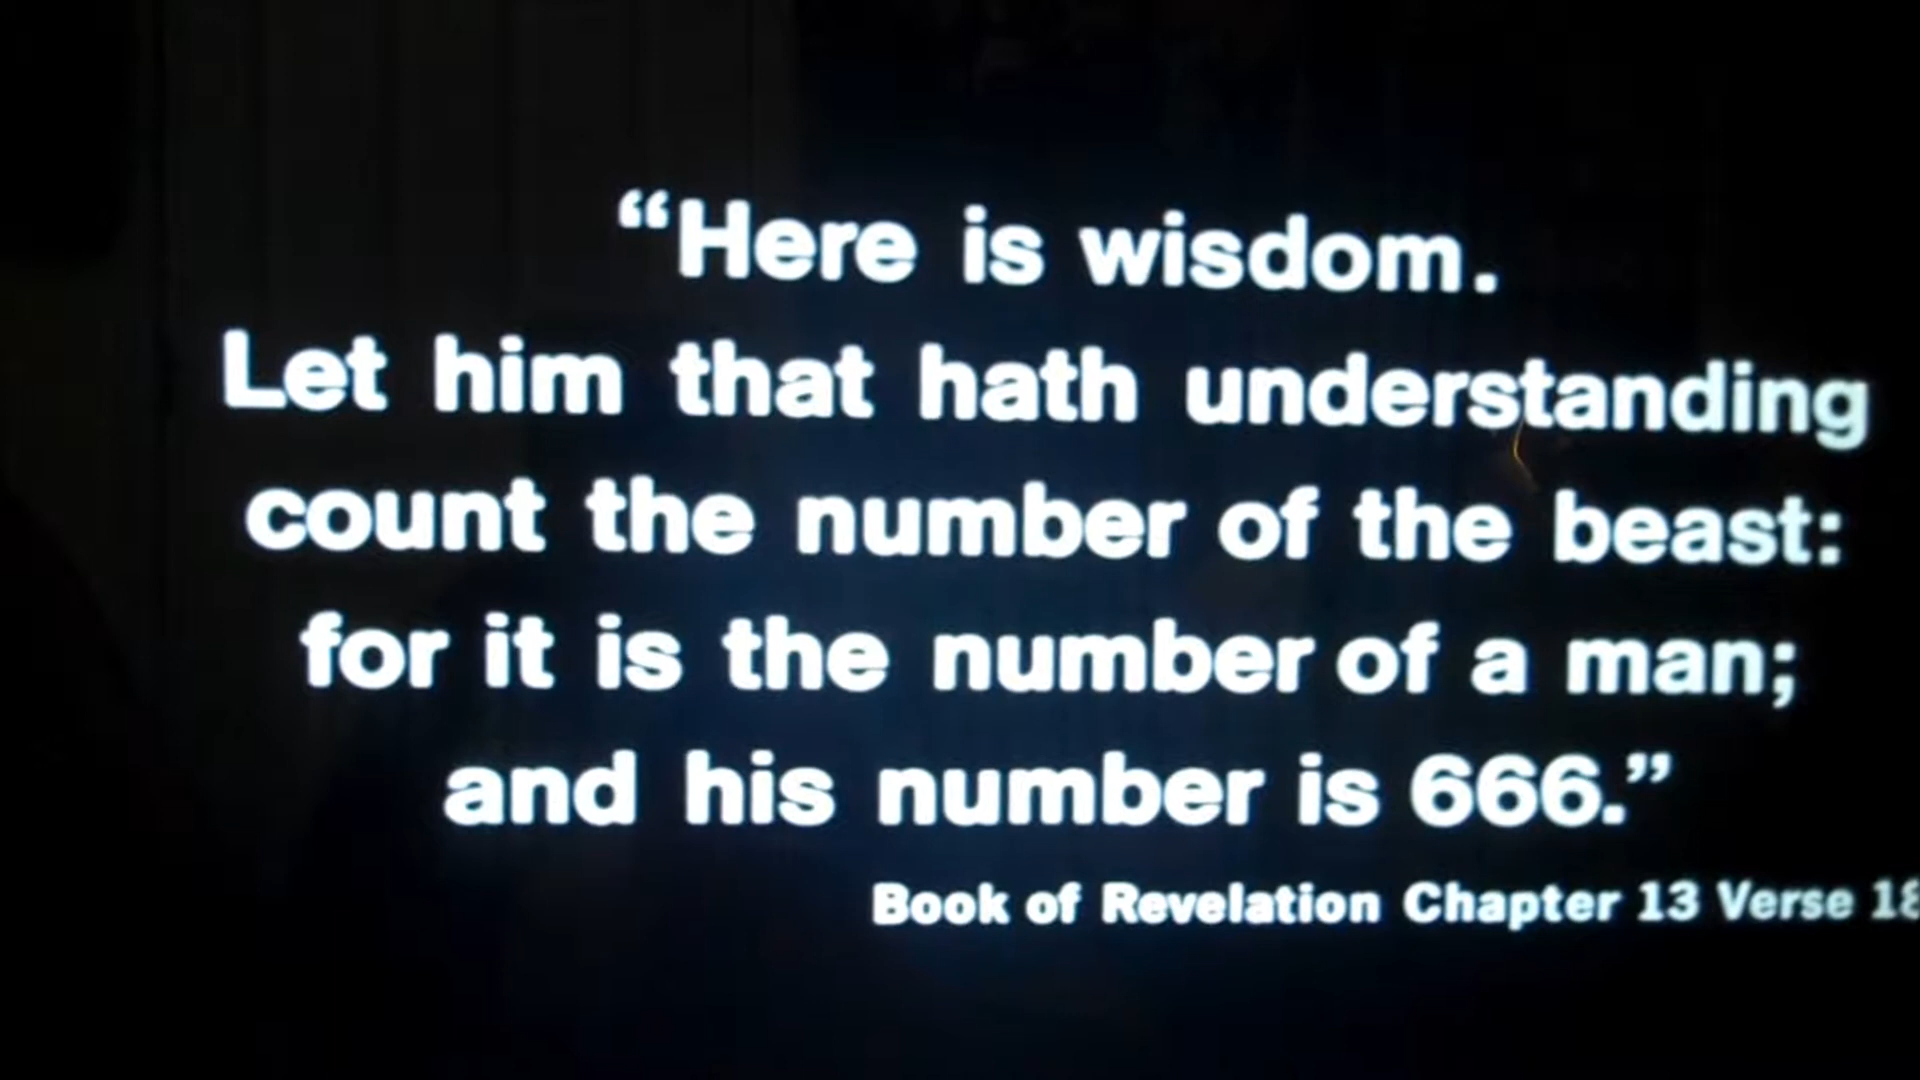 “Here is wisdom.
Let him that hath understanding
count the number of the beast:
for it is the number of a man;
and his number is 666.”
Book of Revelation Chapter 13 Verse 18